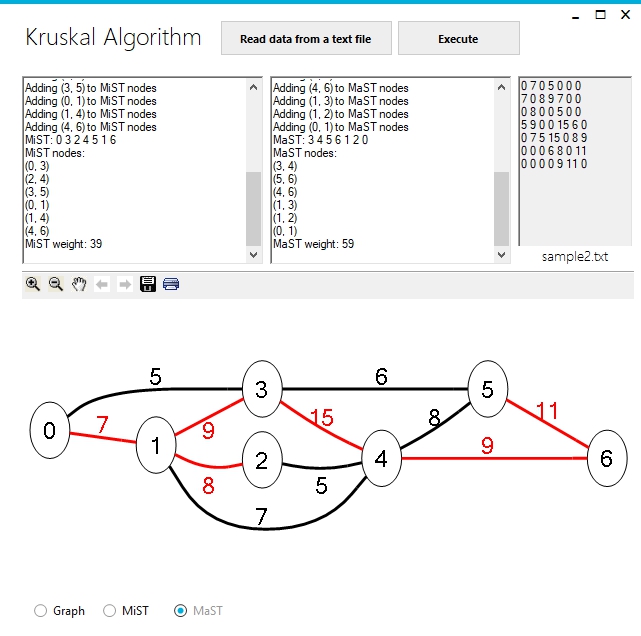 Kruskal Algorithm
Read data from a text file
Execute
Adding (3, 5) to MiST nodes
Adding (0, 1) to MiST nodes
Adding (1, 4) to MiST nodes
Adding (4, 6) to MiST nodes
MiST: 0 3 2 4 5 1 6
MiST nodes:
(0, 3)
(2, 4)
(3, 5)
(0, 1)
(1, 4)
(4, 6)
MiST weight: 39
Adding (4, 6) to MaST nodes
Adding (1, 3) to MaST nodes
Adding (1, 2) to MaST nodes
Adding (0, 1) to MaST nodes
MaST: 3 4 5 6 1 2 0
MaST nodes:
(3, 4)
(5, 6)
(4, 6)
(1, 3)
(1, 2)
(0, 1)
MaST weight: 59
0 7 0 5 0 0 0
7 0 8 9 7 0 0
0 8 0 0 5 0 0
5 9 0 0 15 6 0
0 7 5 15 0 8 9
0 0 0 6 8 0 11
0 0 0 0 9 11 0
sample2.txt
5
6
3
5
0
7
9
15
8
11
1
2
4
9
6
8
5
7
Graph
MiST
MaST